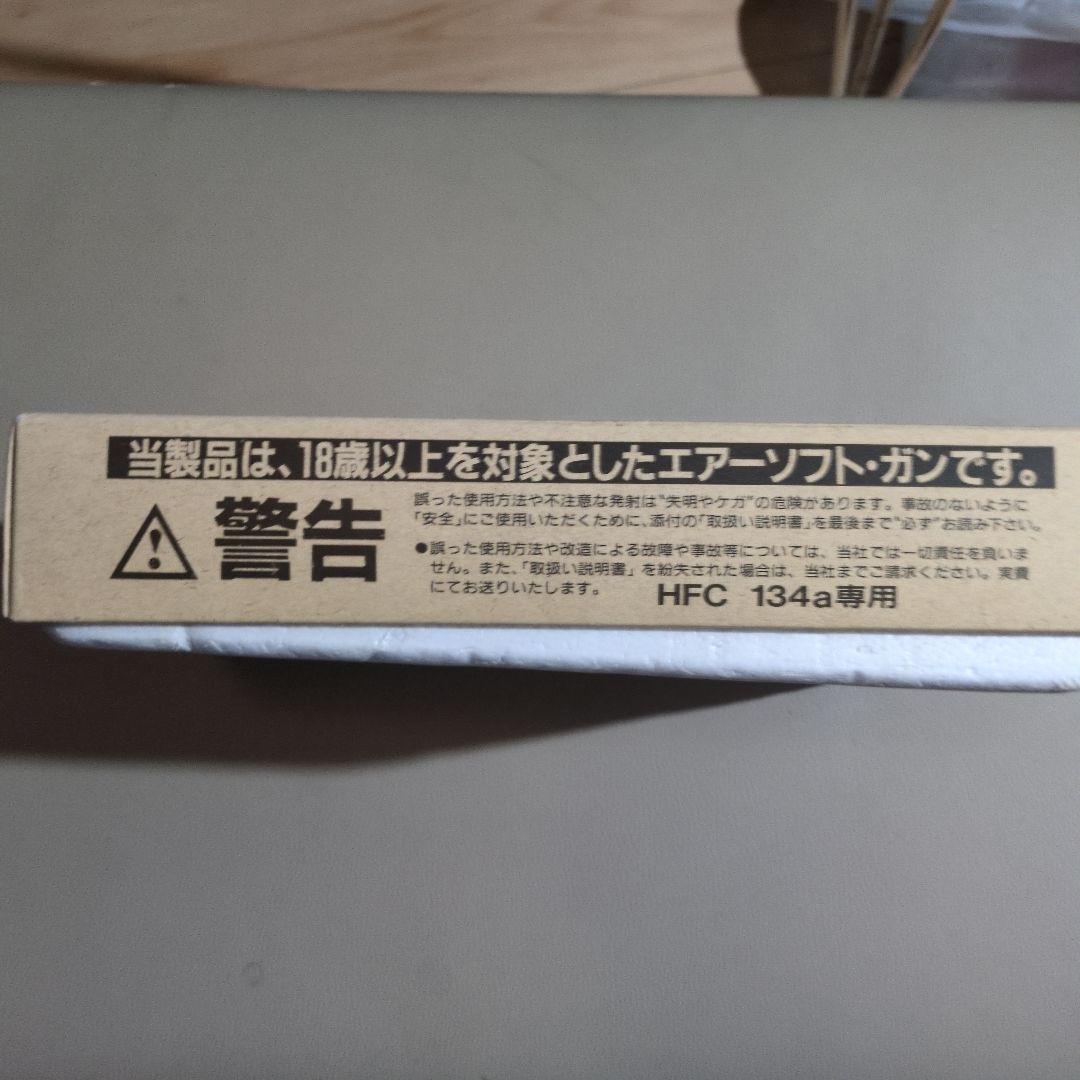 当製品は、18歳以上を対象としたエアーソフト・ガンです。
警告
誤った使用方法や不注意な発射は"失明やケガ"の危険があります。事故のないように
「安全」にご使用いただくために、添付の「取扱い説明書」を最後まで"必ず"お読み下さい。
●誤った使用方法や改造による故障や事故等については、当社では一切責任を負いま
せん。また、「取扱い説明書」を紛失された場合は、当社までご請求ください。実費
にてお送りいたします。
HFC 134a専用